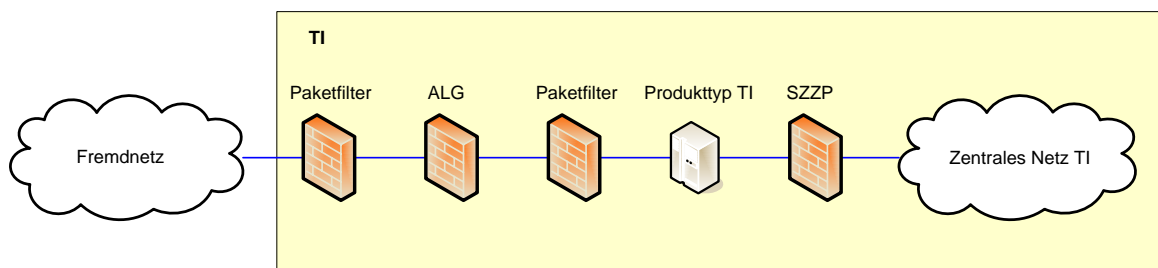 TI
Paketfilter
ALG
Paketfilter
Produkttyp TI
SZZP
Fremdnetz
Zentrales Netz TI